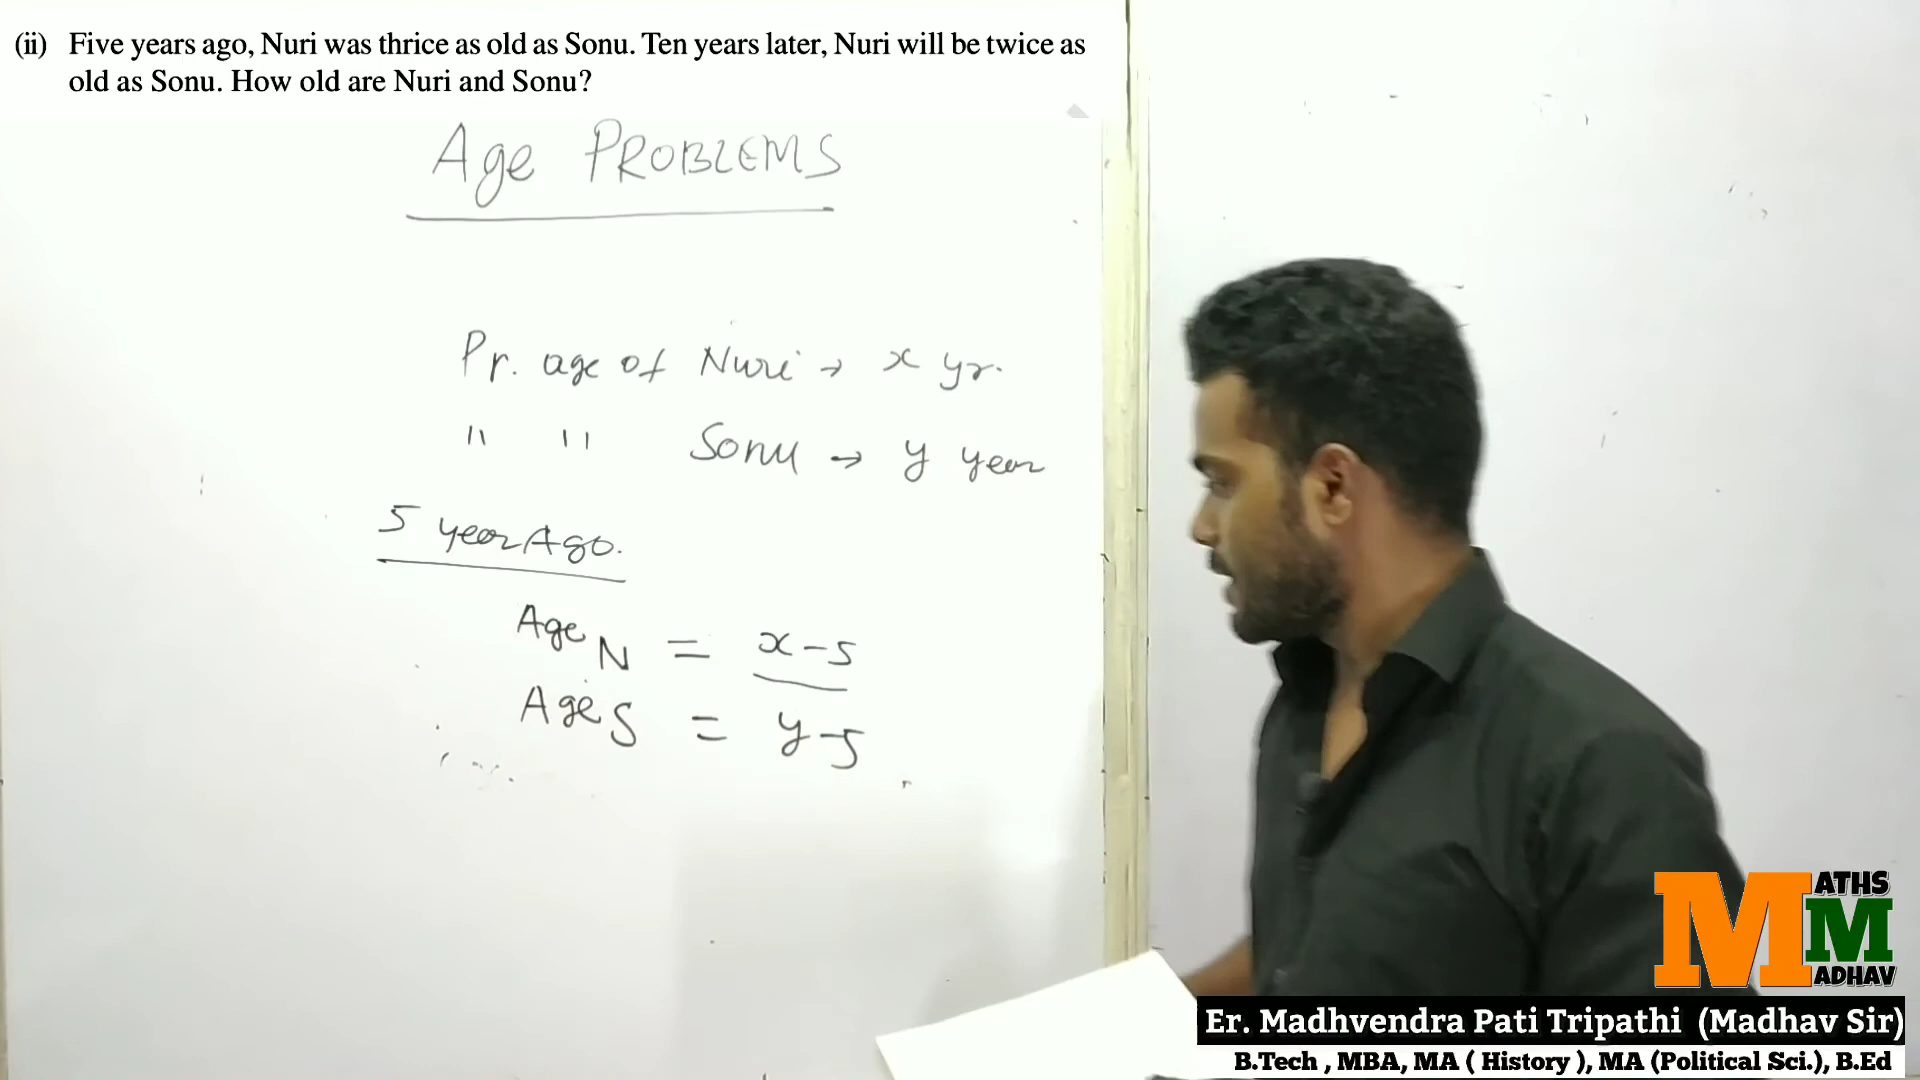 (ii) Five years ago, Nuri was thrice as old as Sonu. Ten years later, Nuri will be twice as
old as Sonu. How old are Nuri and Sonu?
Age PROBLEMS
Pr. age of Nuri → x yr.
" " Sonu → y year
5 year Ago.
Age N = x-5
Age S = y-5
MATHS
MADHAV
Er. Madhvendra Pati Tripathi (Madhav Sir)
B.Tech , MBA, MA ( History ), MA (Political Sci.), B.Ed